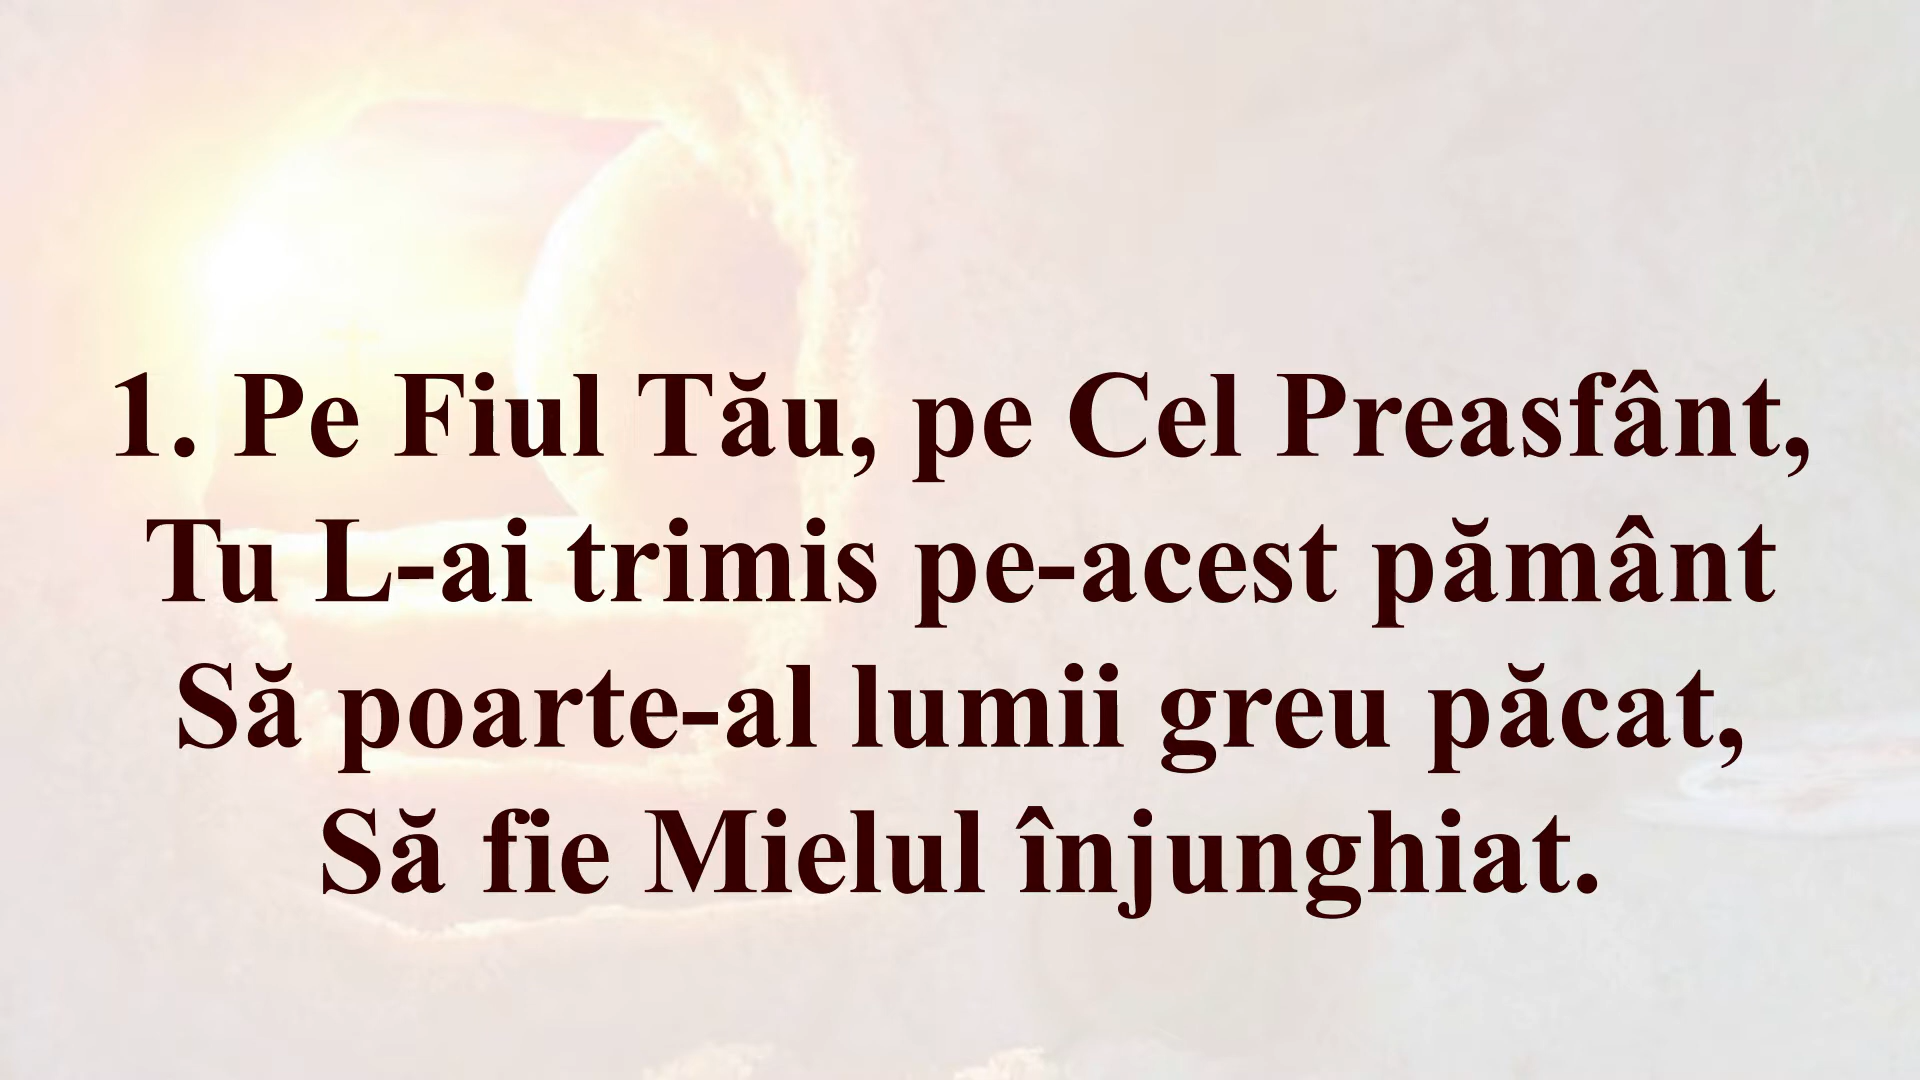 1. Pe Fiul Tău, pe Cel Preasfânt,
Tu L-ai trimis pe-acest pământ
Să poarte-al lumii greu păcat,
Să fie Mielul înjunghiat.